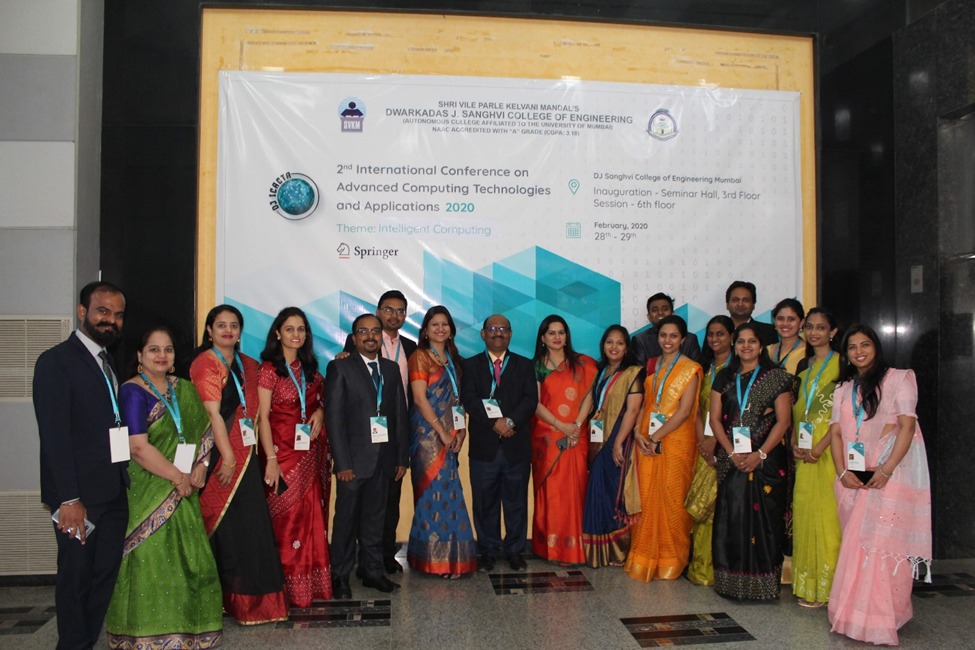 SHRI VILE PARLE KELVANI MANDAL'S
DWARKADAS J. SANGHVI COLLEGE OF ENGINEERING
(AUTONOMOUS COLLEGE AFFILIATED TO THE UNIVERSITY OF MUMBAI)
NAAC ACCREDITED WITH "A" GRADE (CGPA: 3.18)
SVKM
DJ ICACTA
2nd International Conference on
Advanced Computing Technologies
and Applications 2020
Theme: Intelligent Computing
Springer
DJ Sanghvi College of Engineering Mumbai
Inauguration - Seminar Hall, 3rd Floor
Session - 6th floor
February, 2020
28th - 29th